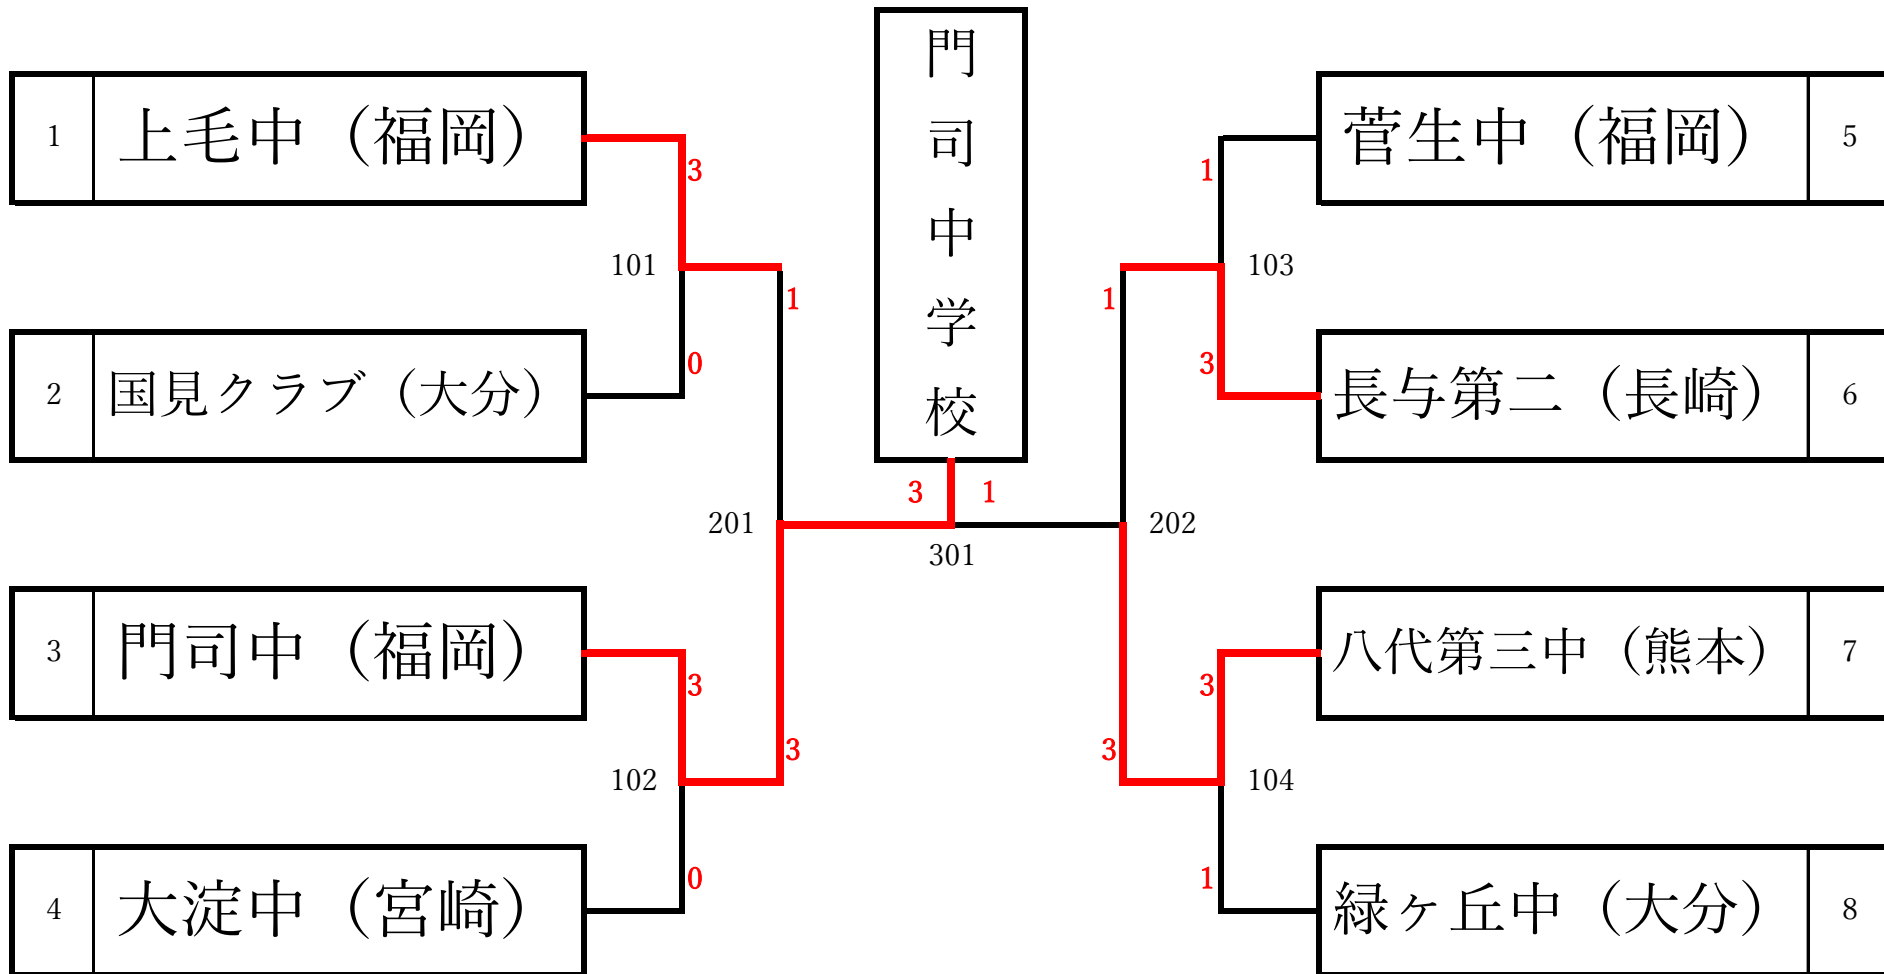 門司中学校
1 上毛中（福岡）
3
101
1
2 国見クラブ（大分）
0
201
3 門司中（福岡）
3
102
3
4 大淀中（宮崎）
0
3 1
301
菅生中（福岡） 5
1
103
1
長与第二（長崎） 6
3
202
八代第三中（熊本） 7
3
104
3
緑ヶ丘中（大分） 8
1